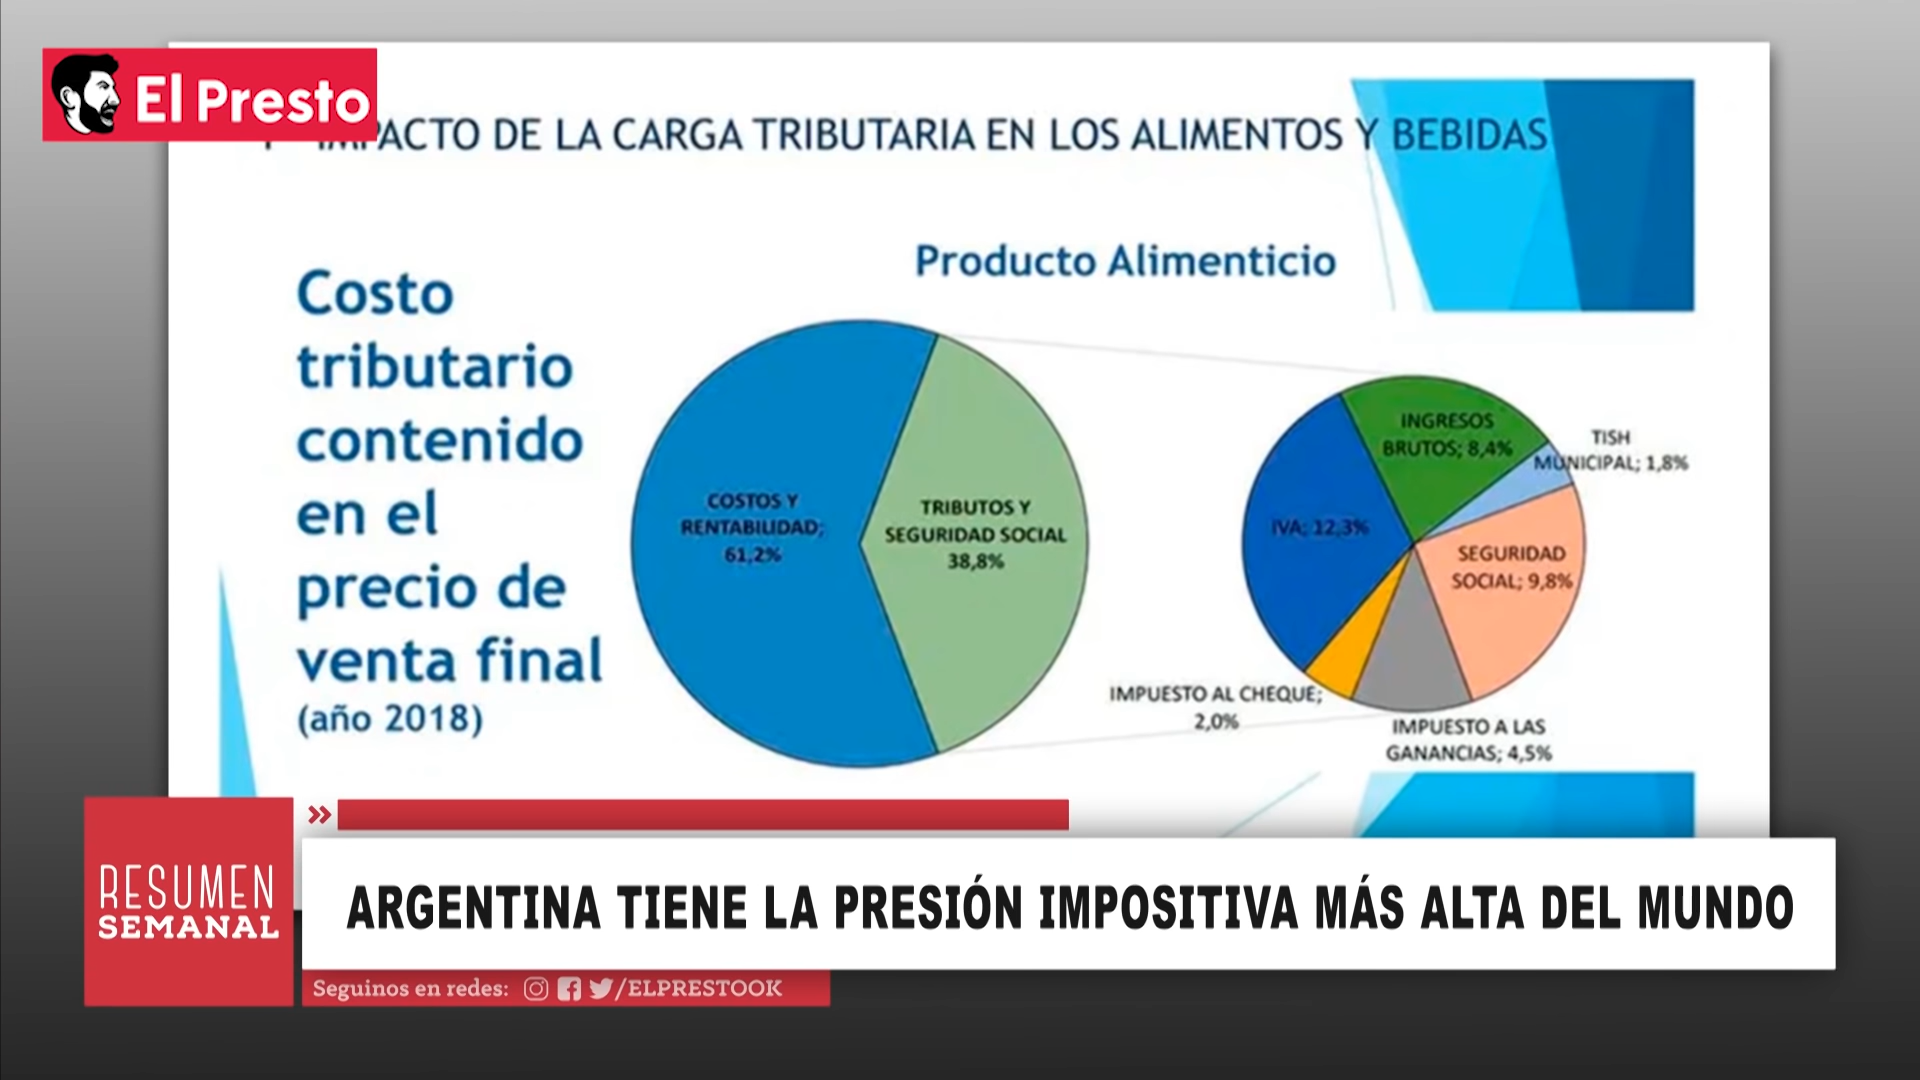 El Presto
IMPACTO DE LA CARGA TRIBUTARIA EN LOS ALIMENTOS Y BEBIDAS
Producto Alimenticio
Costo
tributario
contenido
en el
precio de
venta final
(año 2018)
COSTOS Y
RENTABILIDAD;
61,2%
TRIBUTOS Y
SEGURIDAD SOCIAL
38,8%
INGRESOS
BRUTOS; 8,4%
TISH
MUNICIPAL; 1,8%
IVA; 12,3%
SEGURIDAD
SOCIAL; 9,8%
IMPUESTO AL CHEQUE;
2,0%
IMPUESTO A LAS
GANANCIAS; 4,5%
»
RESUMEN
SEMANAL
ARGENTINA TIENE LA PRESIÓN IMPOSITIVA MÁS ALTA DEL MUNDO
Seguinos en redes: /ELPRESTOOK